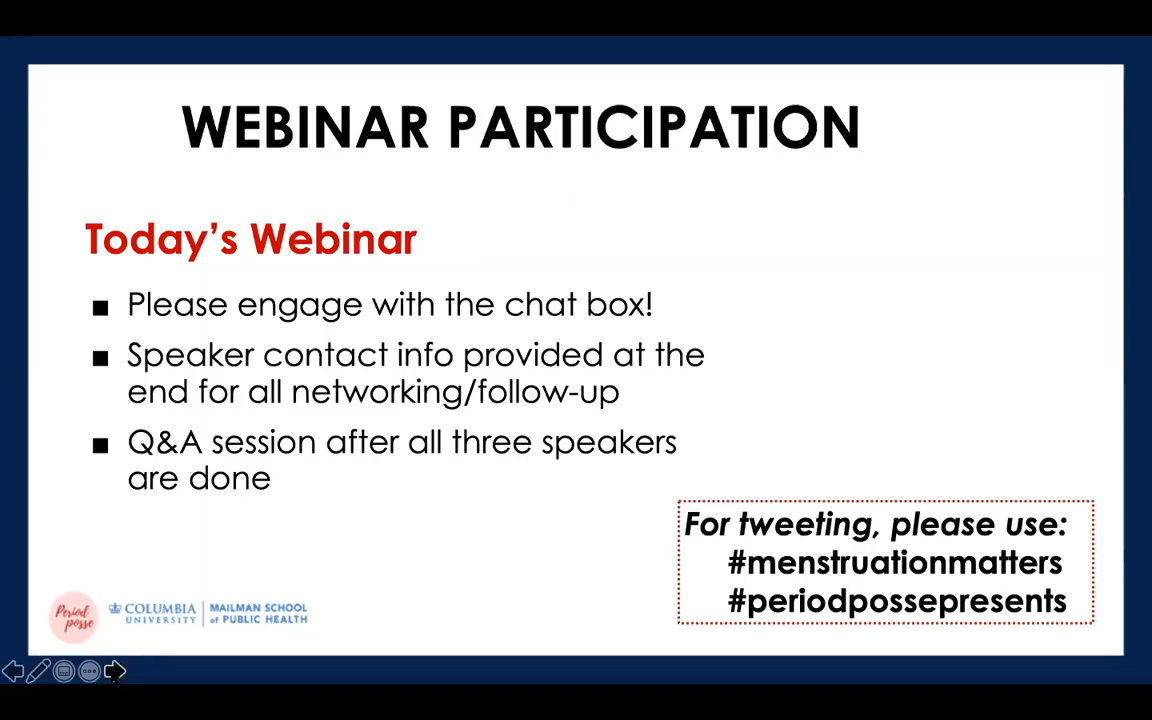 WEBINAR PARTICIPATION
Today’s Webinar
■ Please engage with the chat box!
■ Speaker contact info provided at the
end for all networking/follow-up
■ Q&A session after all three speakers
are done
For tweeting, please use:
#menstruationmatters
#periodpossepresents
Period
posse
COLUMBIA
UNIVERSITY
MAILMAN SCHOOL
of PUBLIC HEALTH